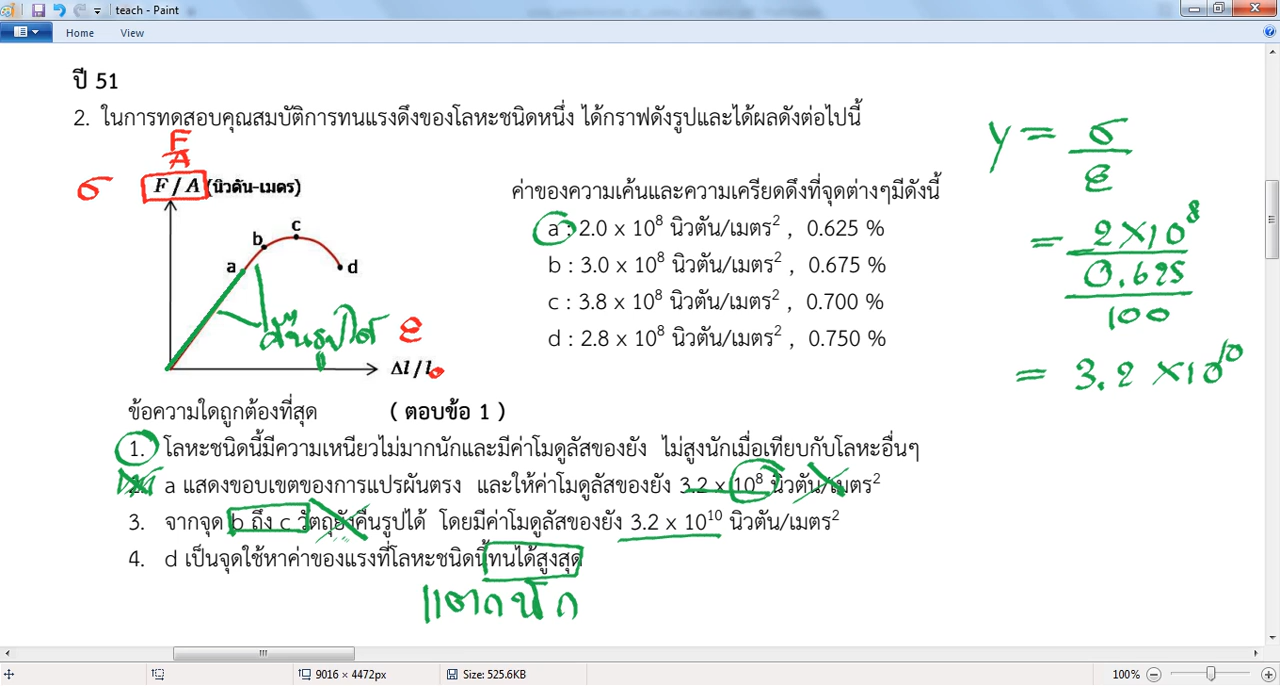 teach - Paint
Home View
ปี 51
2. ในการทดสอบคุณสมบัติการทนแรงดึงของโลหะชนิดหนึ่ง ได้กราฟดังรูปและได้ผลดังต่อไปนี้
F
A
σ F / A (นิวตัน-เมตร)
a b c d
คืนรูปได้
e
Δl / l₀
ค่าของความเค้นและความเครียดดึงที่จุดต่างๆมีดังนี้
a : 2.0 x 10⁸ นิวตัน/เมตร² , 0.625 %
b : 3.0 x 10⁸ นิวตัน/เมตร² , 0.675 %
c : 3.8 x 10⁸ นิวตัน/เมตร² , 0.700 %
d : 2.8 x 10⁸ นิวตัน/เมตร² , 0.750 %
y = σ
e
= 2 × 10⁸
0.625
100
= 3.2 × 10¹⁰
ข้อความใดถูกต้องที่สุด ( ตอบข้อ 1 )
1. โลหะชนิดนี้มีความเหนียวไม่มากนักและมีค่าโมดูลัสของยัง ไม่สูงนักเมื่อเทียบกับโลหะอื่นๆ
2. a แสดงขอบเขตของการแปรผันตรง และให้ค่าโมดูลัสของยัง 3.2 x 10⁸ นิวตัน/เมตร²
3. จากจุด b ถึง c วัตถุยังคืนรูปได้ โดยมีค่าโมดูลัสของยัง 3.2 x 10¹⁰ นิวตัน/เมตร²
4. d เป็นจุดใช้หาค่าของแรงที่โลหะชนิดนี้ทนได้สูงสุด
แตกหัก
9016 × 4472px Size: 525.6KB 100%